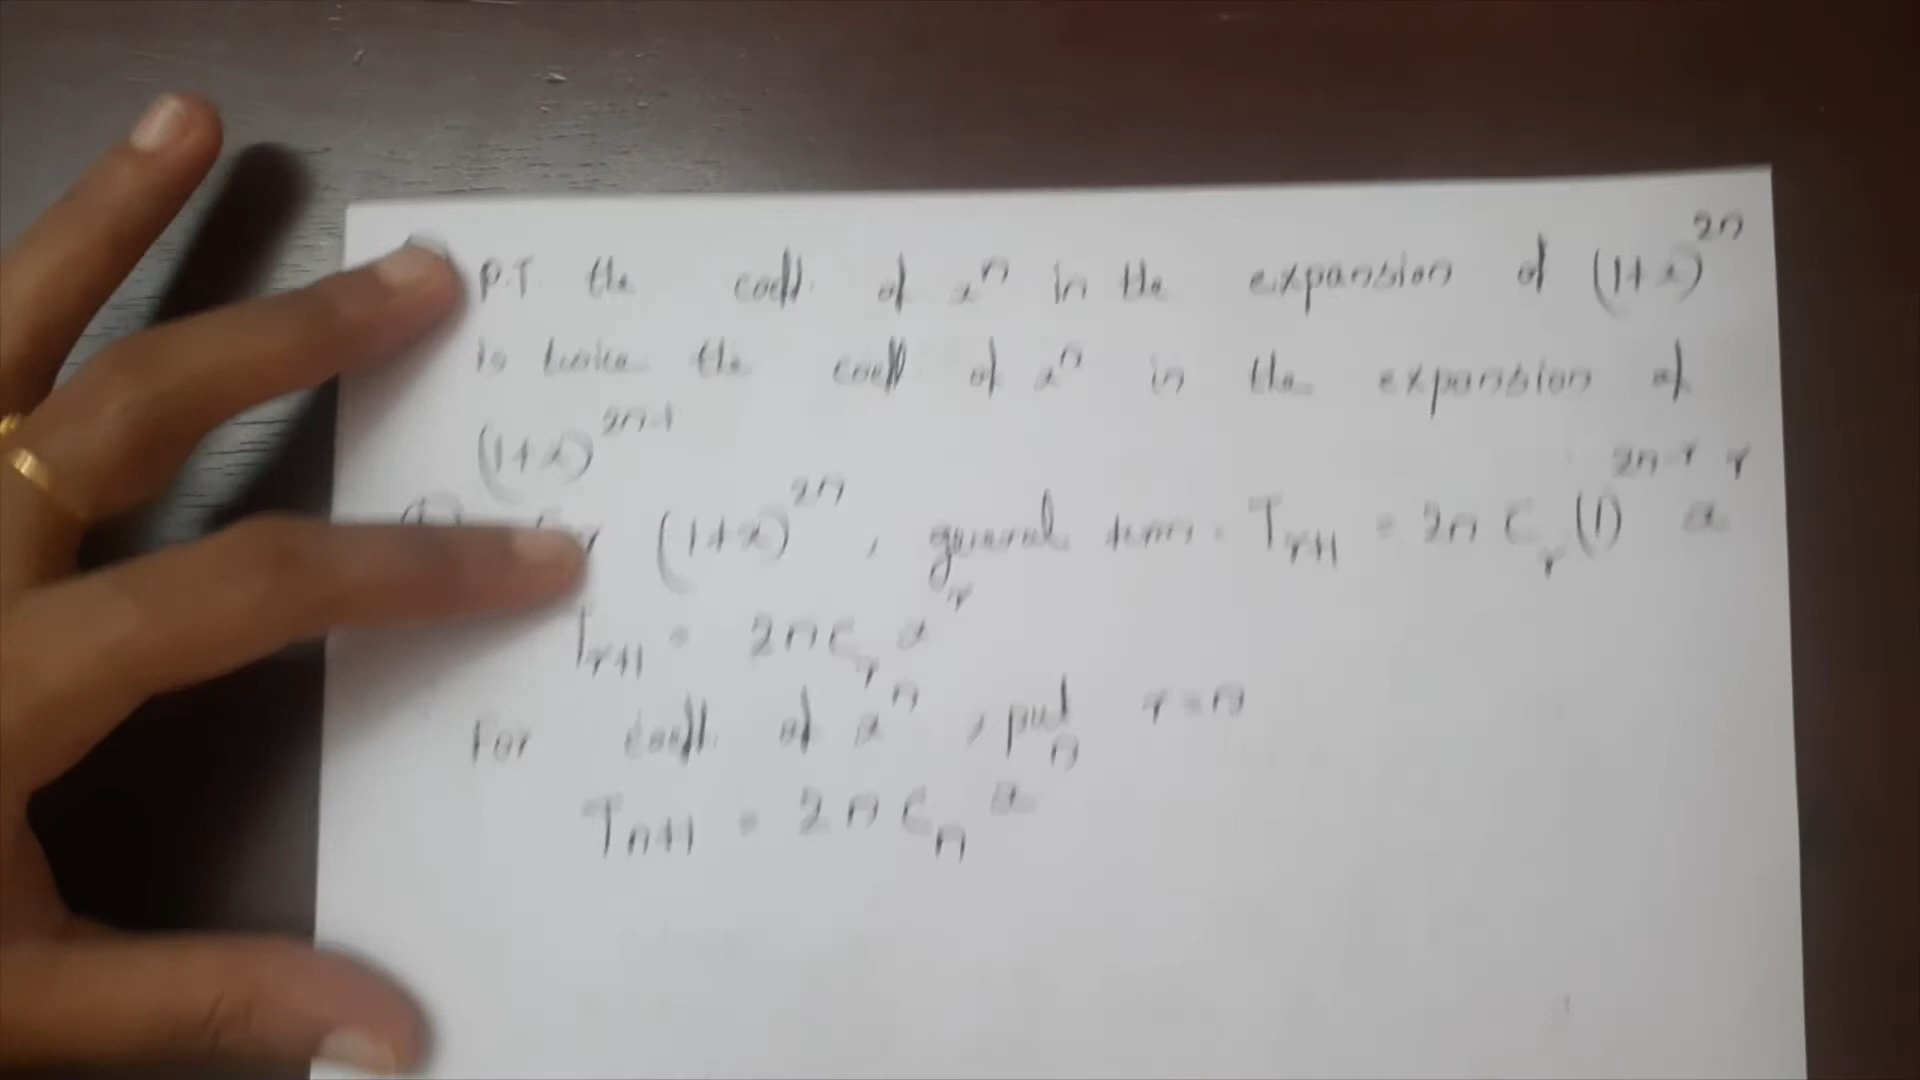 P.T. the coeff. of x^n in the expansion of (1+x)^2n
is twice the coeff of x^n in the expansion of
(1+x)^2n-1
(1+x)^2n, general term. T_r+1 = 2n C_r (1)^2n-r x^r
T_r+1 = 2n C_r x^r
For coeff. of x^n, put r=n
T_n+1 = 2n C_n x^n